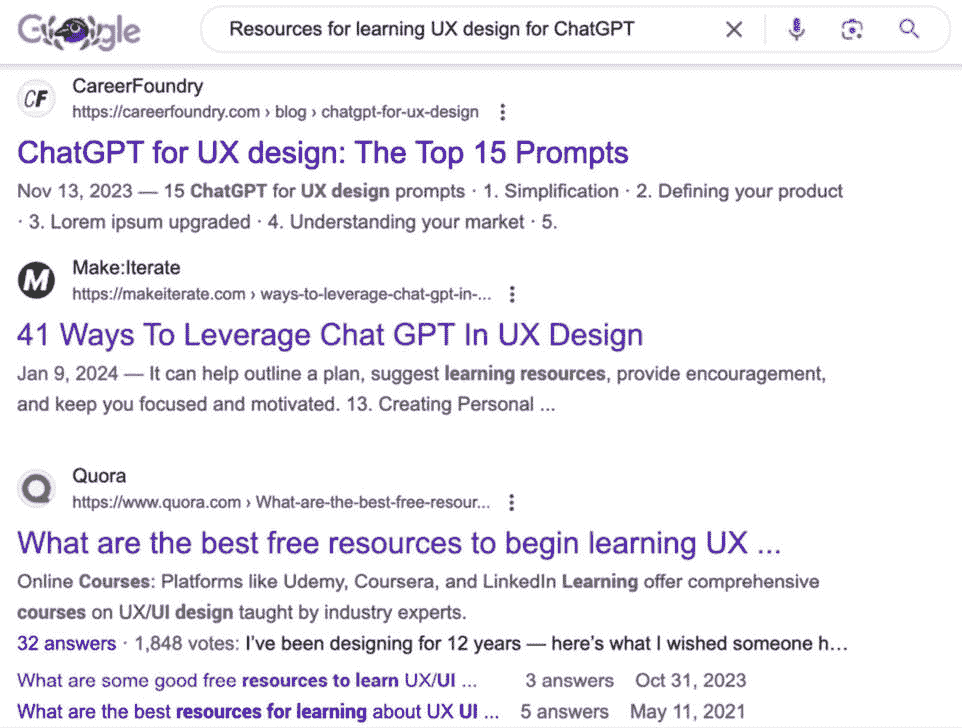 Google
Resources for learning UX design for ChatGPT
CF
CareerFoundry
https://careerfoundry.com › blog › chatgpt-for-ux-design
ChatGPT for UX design: The Top 15 Prompts
Nov 13, 2023 — 15 ChatGPT for UX design prompts · 1. Simplification · 2. Defining your product
· 3. Lorem ipsum upgraded · 4. Understanding your market · 5.
M
Make:Iterate
https://makeiterate.com › ways-to-leverage-chat-gpt-in-...
41 Ways To Leverage Chat GPT In UX Design
Jan 9, 2024 — It can help outline a plan, suggest learning resources, provide encouragement,
and keep you focused and motivated. 13. Creating Personal ...
Q
Quora
https://www.quora.com › What-are-the-best-free-resour...
What are the best free resources to begin learning UX ...
Online Courses: Platforms like Udemy, Coursera, and LinkedIn Learning offer comprehensive
courses on UX/UI design taught by industry experts.
32 answers · 1,848 votes: I've been designing for 12 years — here's what I wished someone h...
What are some good free resources to learn UX/UI ... 3 answers Oct 31, 2023
What are the best resources for learning about UX UI ... 5 answers May 11, 2021